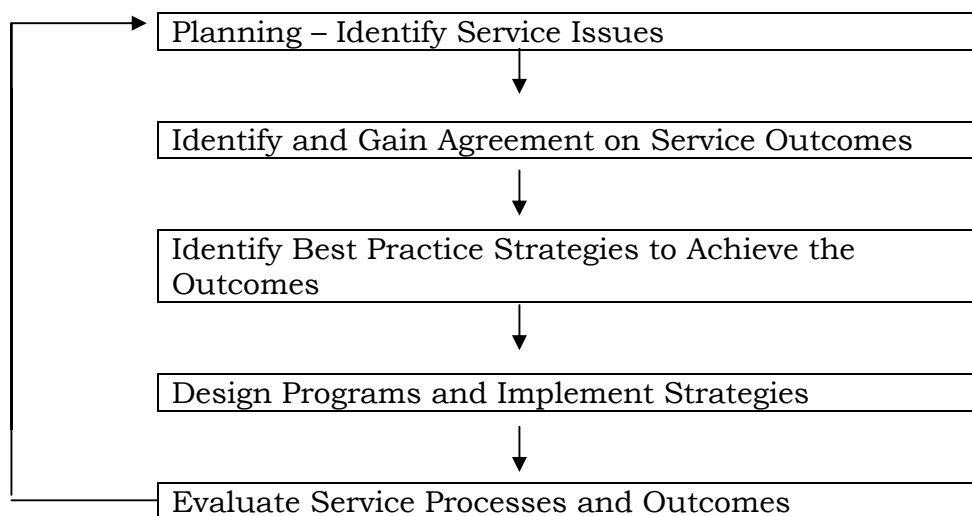 Planning – Identify Service Issues
Identify and Gain Agreement on Service Outcomes
Identify Best Practice Strategies to Achieve the
Outcomes
Design Programs and Implement Strategies
Evaluate Service Processes and Outcomes